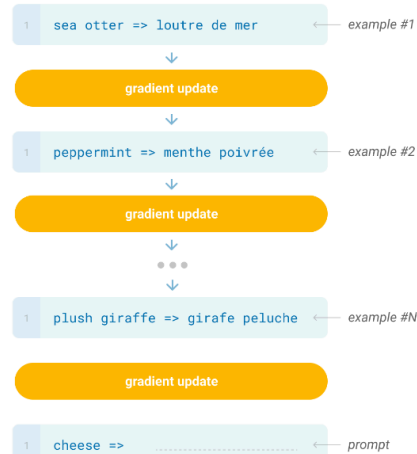 1 sea otter => loutre de mer ← example #1
gradient update
1 peppermint => menthe poivrée ← example #2
gradient update
1 plush giraffe => girafe peluche ← example #N
gradient update
1 cheese => ← prompt